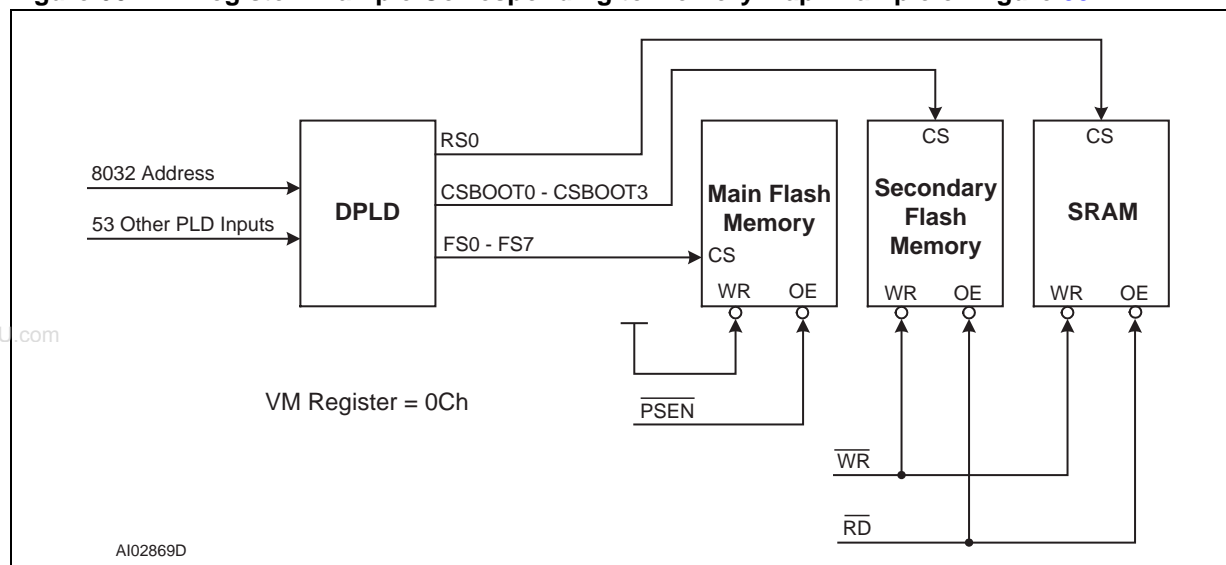 RS0
CS
CS
8032 Address
CSBOOT0 - CSBOOT3
DPLD
Main Flash
Memory
Secondary
Flash
Memory
SRAM
53 Other PLD Inputs
FS0 - FS7
CS
WR OE
WR OE
WR OE
U.com
VM Register = 0Ch
PSEN
WR
RD
AI02869D